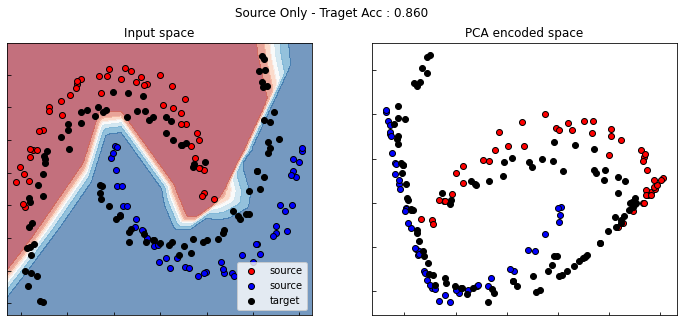 Source Only - Traget Acc : 0.860
Input space
PCA encoded space
source
source
target